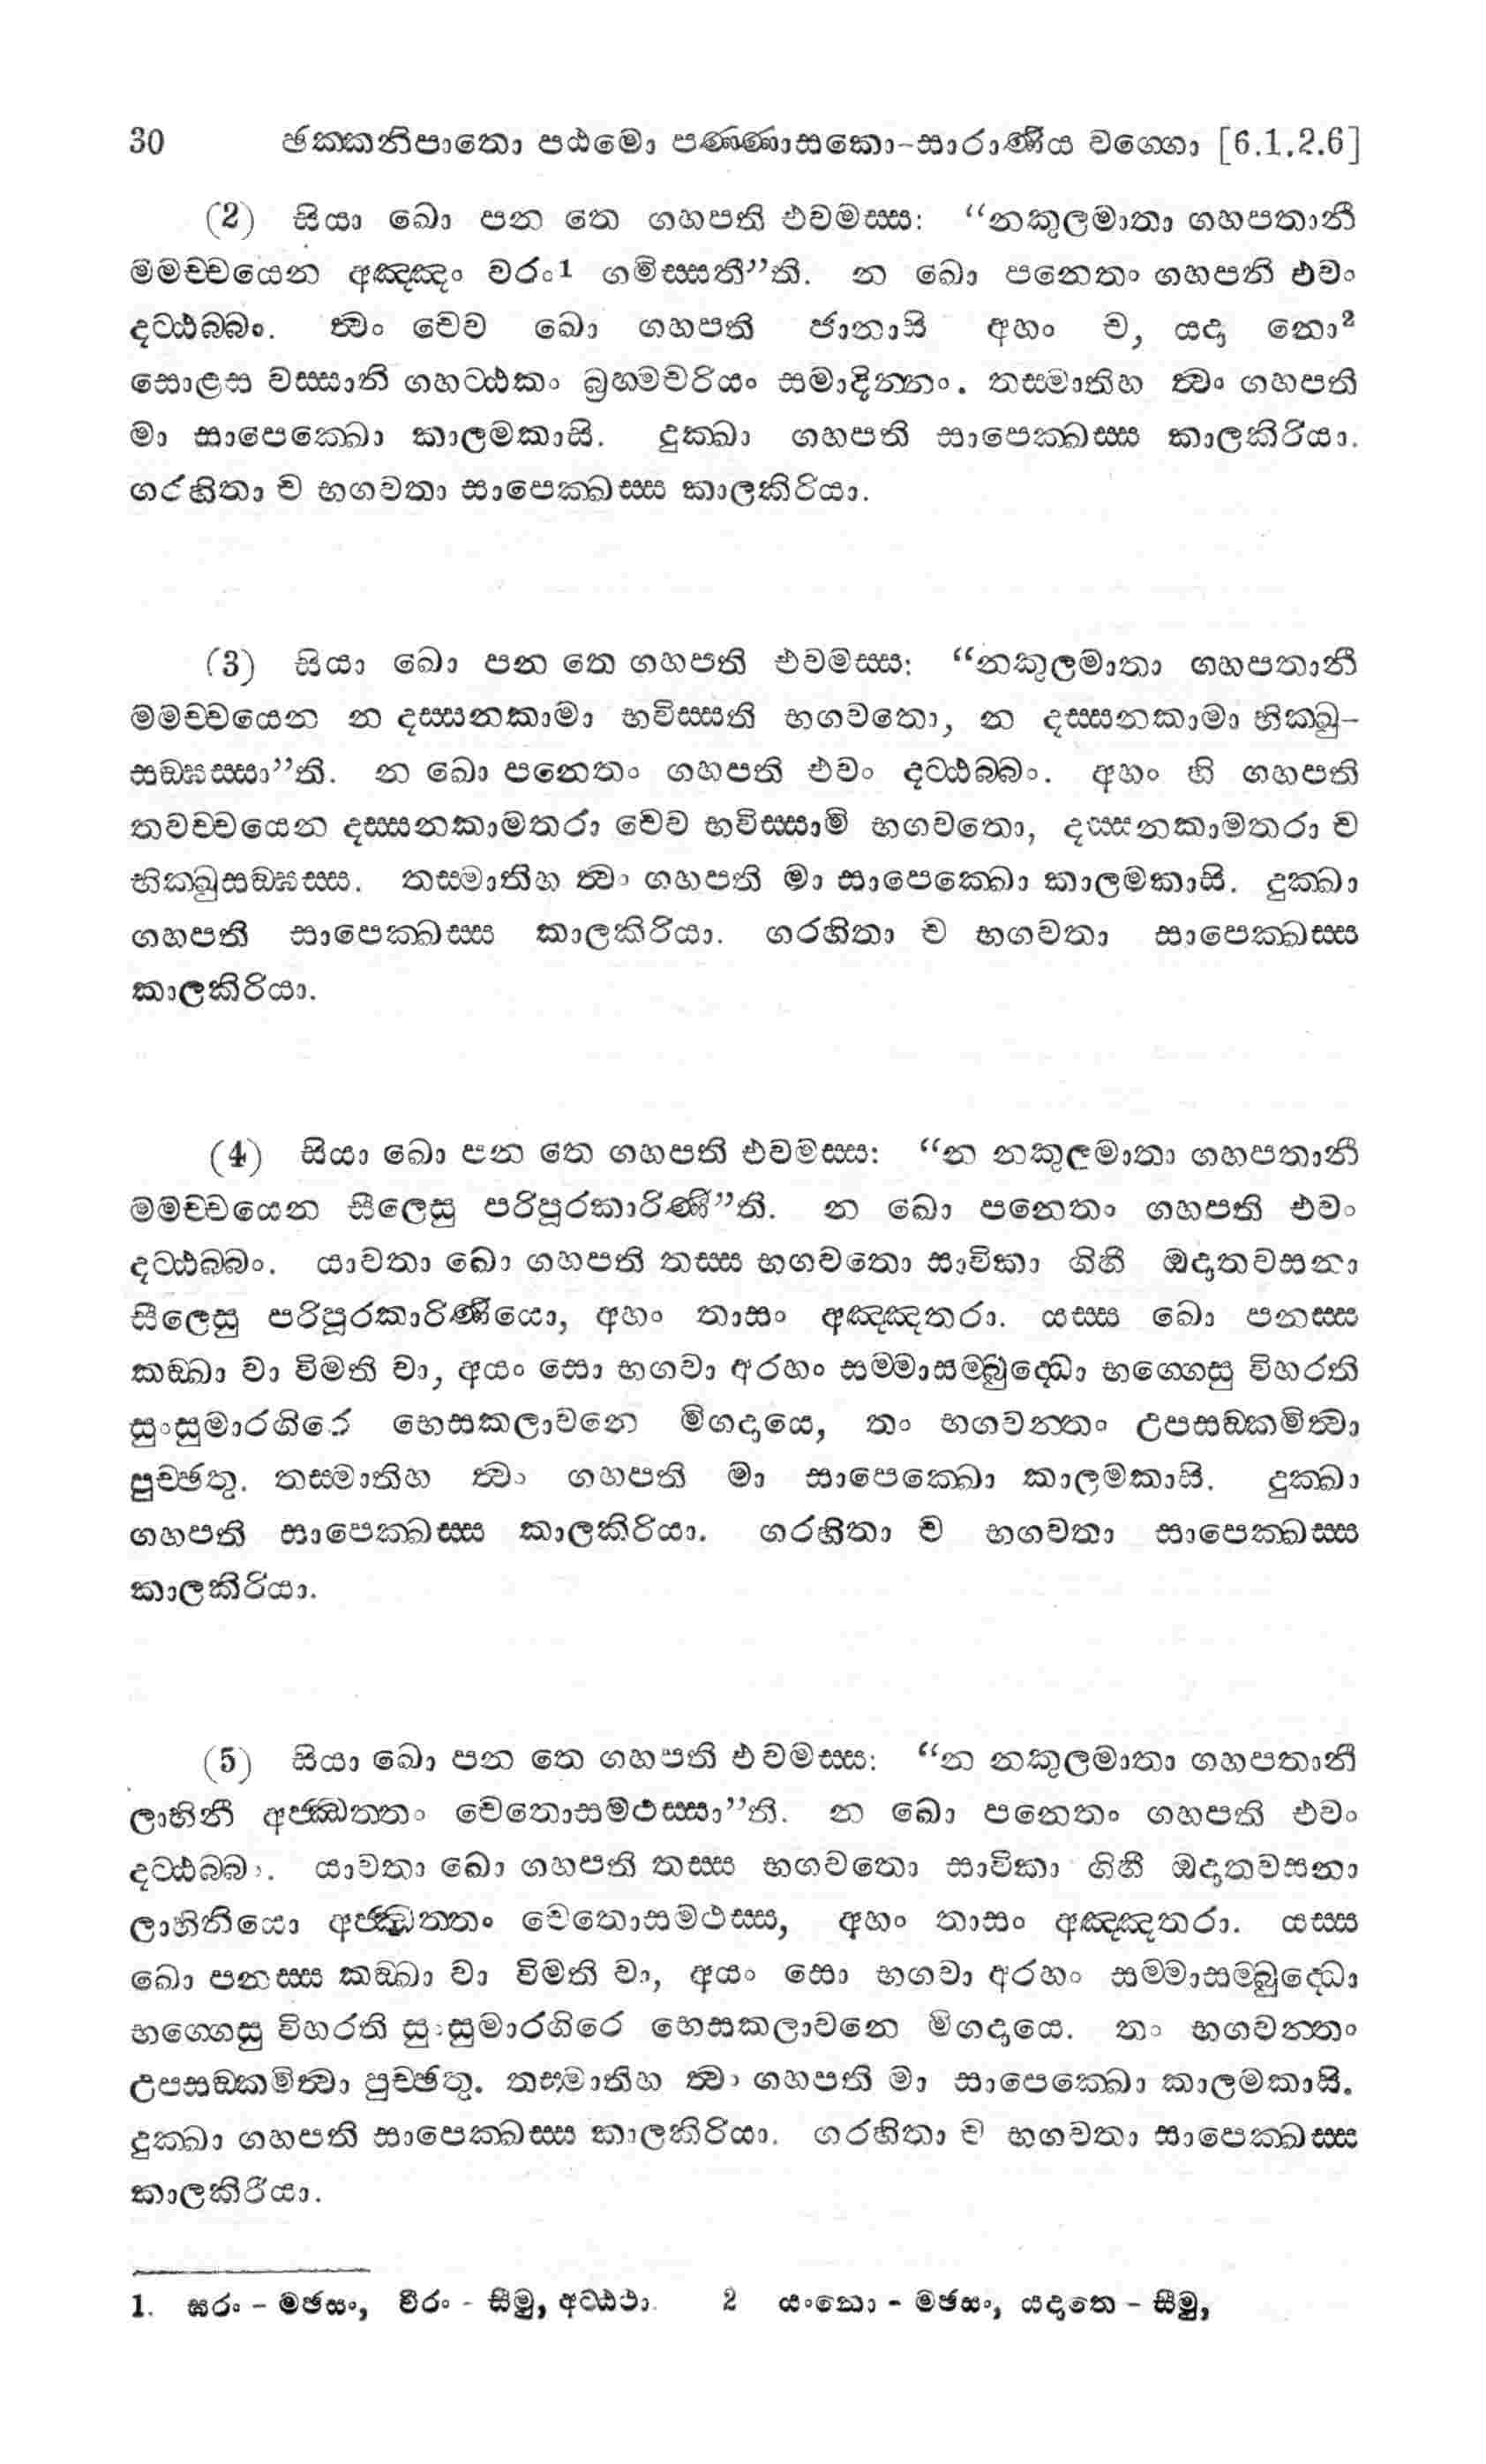 30 ඡක්කනිපාතො පඨමො පණ්ණාසකො-සාරාණීය වග්ගො [6.1.2.6]
(2) සියා ඛො පන තෙ ගහපති එවමස්ස: “නකුලමාතා ගහපතානී
මමච්චයෙන අඤ්ඤං වරං1 ගමිස්සතී”ති. න ඛො පනෙතං ගහපති එවං
දට්ඨබ්බං. ත්වං චෙව ඛො ගහපති ජානාසි අහං ච, යදා නො2
සොළස වස්සානි ගහට්ඨකං බ්‍රහ්මචරියං සමාදින්නං. තස්මාතිහ ත්වං ගහපති
මා සාපෙක්ඛො කාලමකාසි. දුක්ඛා ගහපති සාපෙක්ඛස්ස කාලකිරියා.
ගරහිතා ච භගවතා සාපෙක්ඛස්ස කාලකිරියා.
(3) සියා ඛො පන තෙ ගහපති එවමස්ස: “නකුලමාතා ගහපතානී
මමච්චයෙන න දස්සනකාමා භවිස්සති භගවතො, න දස්සනකාමා භික්ඛු-
සඞ්ඝස්සා”ති. න ඛො පනෙතං ගහපති එවං දට්ඨබ්බං. අහං හි ගහපති
තවච්චයෙන දස්සනකාමතරා චෙව භවිස්සාමි භගවතො, දස්සනකාමතරා ච
භික්ඛුසඞ්ඝස්ස. තස්මාතිහ ත්වං ගහපති මා සාපෙක්ඛො කාලමකාසි. දුක්ඛා
ගහපති සාපෙක්ඛස්ස කාලකිරියා. ගරහිතා ච භගවතා සාපෙක්ඛස්ස
කාලකිරියා.
(4) සියා ඛො පන තෙ ගහපති එවමස්ස: “න නකුලමාතා ගහපතානී
මමච්චයෙන සීලෙසු පරිපූරකාරිණී”ති. න ඛො පනෙතං ගහපති එවං
දට්ඨබ්බං. යාවතා ඛො ගහපති තස්ස භගවතො සාවිකා ගිහී ඔදාතවසනා
සීලෙසු පරිපූරකාරිණියො, අහං තාසං අඤ්ඤතරා. යස්ස ඛො පනස්ස
කඞ්ඛා වා විමති වා, අයං සො භගවා අරහං සම්මාසම්බුද්ධො භග්ගෙසු විහරති
සුංසුමාරගිරෙ භෙසකලාවනෙ මිගදායෙ, තං භගවන්තං උපසඞ්කමිත්වා
පුච්ඡතු. තස්මාතිහ ත්වං ගහපති මා සාපෙක්ඛො කාලමකාසි. දුක්ඛා
ගහපති සාපෙක්ඛස්ස කාලකිරියා. ගරහිතා ච භගවතා සාපෙක්ඛස්ස
කාලකිරියා.
(5) සියා ඛො පන තෙ ගහපති එවමස්ස: “න නකුලමාතා ගහපතානී
ලාභිනී අජ්ඣත්තං චෙතොසමථස්සා”ති. න ඛො පනෙතං ගහපති එවං
දට්ඨබ්බං. යාවතා ඛො ගහපති තස්ස භගවතො සාවිකා ගිහී ඔදාතවසනා
ලාභිනියො අජ්ඣත්තං චෙතොසමථස්ස, අහං තාසං අඤ්ඤතරා. යස්ස
ඛො පනස්ස කඞ්ඛා වා විමති වා, අයං සො භගවා අරහං සම්මාසම්බුද්ධො
භග්ගෙසු විහරති සුංසුමාරගිරෙ භෙසකලාවනෙ මිගදායෙ. තං භගවන්තං
උපසඞ්කමිත්වා පුච්ඡතු. තස්මාතිහ ත්වං ගහපති මා සාපෙක්ඛො කාලමකාසි.
දුක්ඛා ගහපති සාපෙක්ඛස්ස කාලකිරියා. ගරහිතා ච භගවතා සාපෙක්ඛස්ස
කාලකිරියා.
1. ඝරං - මඡසං, වීරං - සීමු, අට්ඨථා. 2 යංනො - මඡසං, යදාතෙ - සීමු,